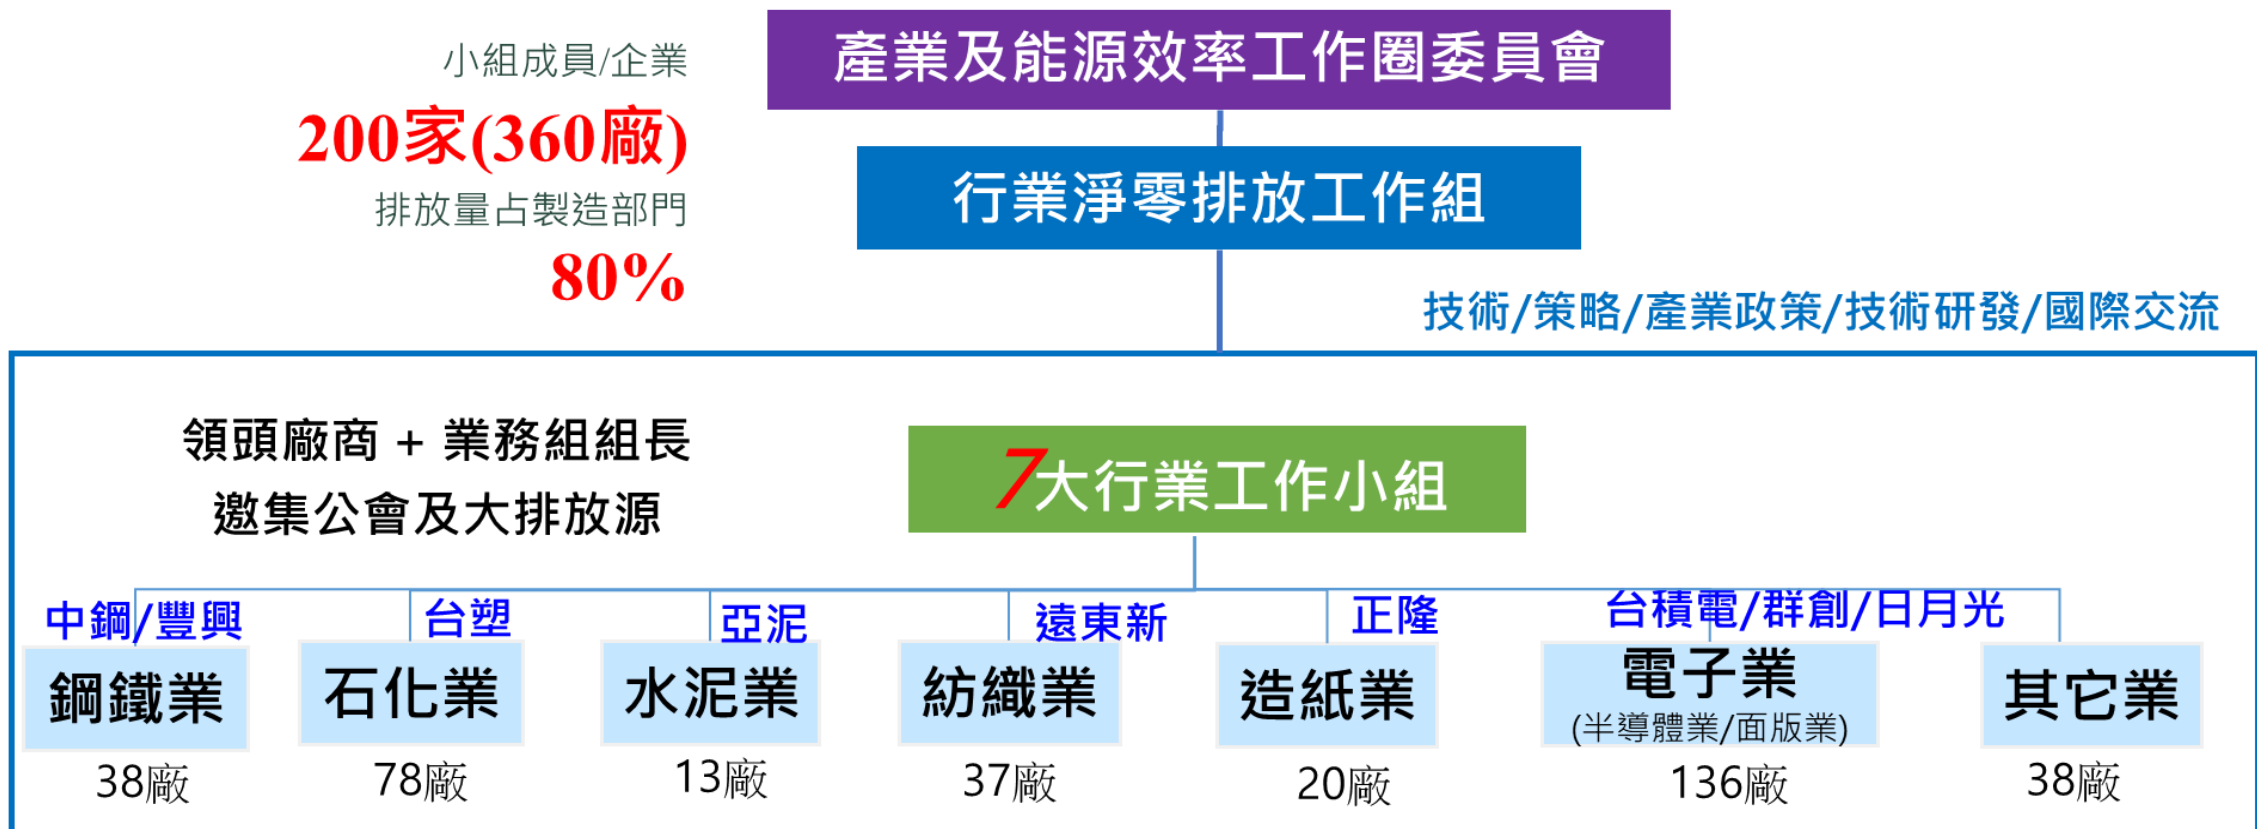 小組成員/企業
200家(360廠)
排放量占製造部門
80%
產業及能源效率工作圈委員會
行業淨零排放工作組
技術/策略/產業政策/技術研發/國際交流
領頭廠商 + 業務組組長
邀集公會及大排放源
7大行業工作小組
中鋼/豐興
台塑
亞泥
遠東新
正隆
台積電/群創/日月光
鋼鐵業
石化業
水泥業
紡織業
造紙業
電子業
(半導體業/面版業)
其它業
38廠
78廠
13廠
37廠
20廠
136廠
38廠